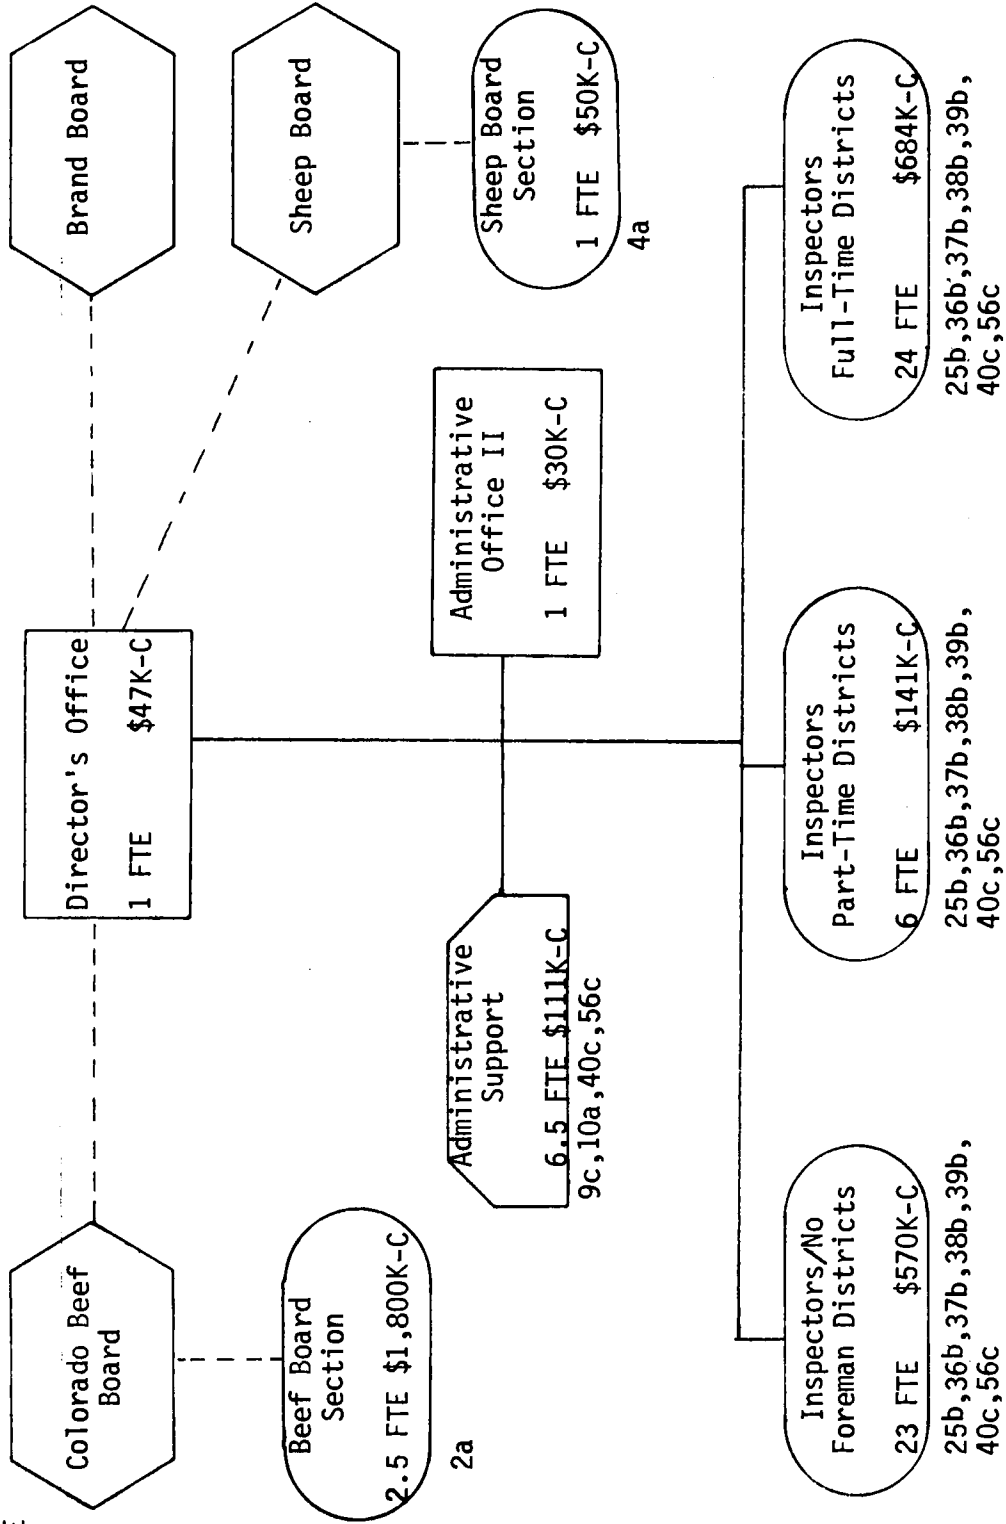 Colorado Beef
Board
Director's Office
1 FTE $47K-C
Brand Board
Beef Board
Section
2.5 FTE $1,800K-C
2a
Sheep Board
Administrative
Support
6.5 FTE $111K-C
9c,10a,40c,56c
Administrative
Office II
1 FTE $30K-C
Sheep Board
Section
1 FTE $50K-C
4a
Inspectors/No
Foreman Districts
23 FTE $570K-C
25b,36b,37b,38b,39b,
40c,56c
Inspectors
Part-Time Districts
6 FTE $141K-C
25b,36b,37b,38b,39b,
40c,56c
Inspectors
Full-Time Districts
24 FTE $684K-C
25b,36b,37b,38b,39b,
40c,56c